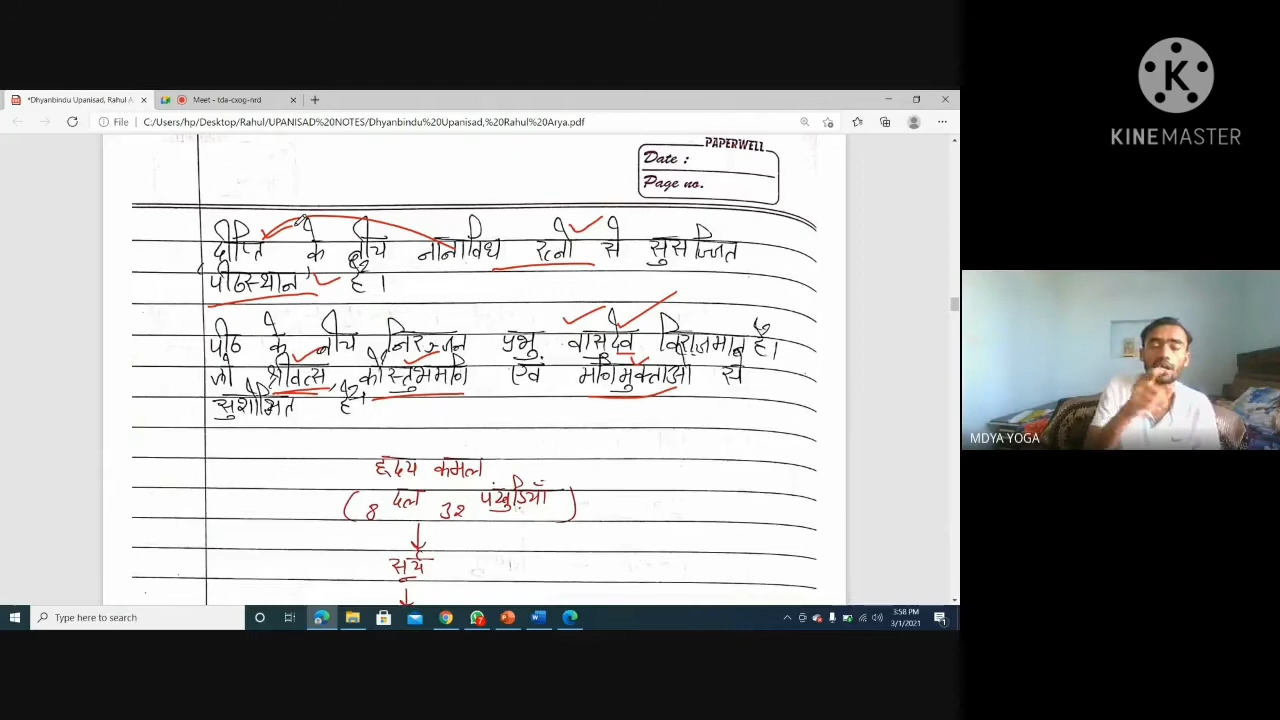 KINEMASTER
*Dhyanbindu Upanisad, Rahul A
Meet - tda-cxog-nrd
File
C:/Users/hp/Desktop/Rahul/UPANISAD%20NOTES/Dhyanbindu%20Upanisad,%20Rahul%20Arya.pdf
PAPERWELL
Date :
Page no.
दीप्ति के बीच नानाविध रत्नो से सुसज्जित
'पीठस्थान' है।
पीठ के बीच निरञ्जन प्रभु वासुदेव विराजमान है।
जो श्रीवत्स कौस्तुभमणि एवं मणिमुक्ताओ से
सुशोभित है।
हृदय कमल
(8 दल 32 पंखुड़ियाँ)
सूर्य
MDYA YOGA
Type here to search
3:58 PM
3/1/2021